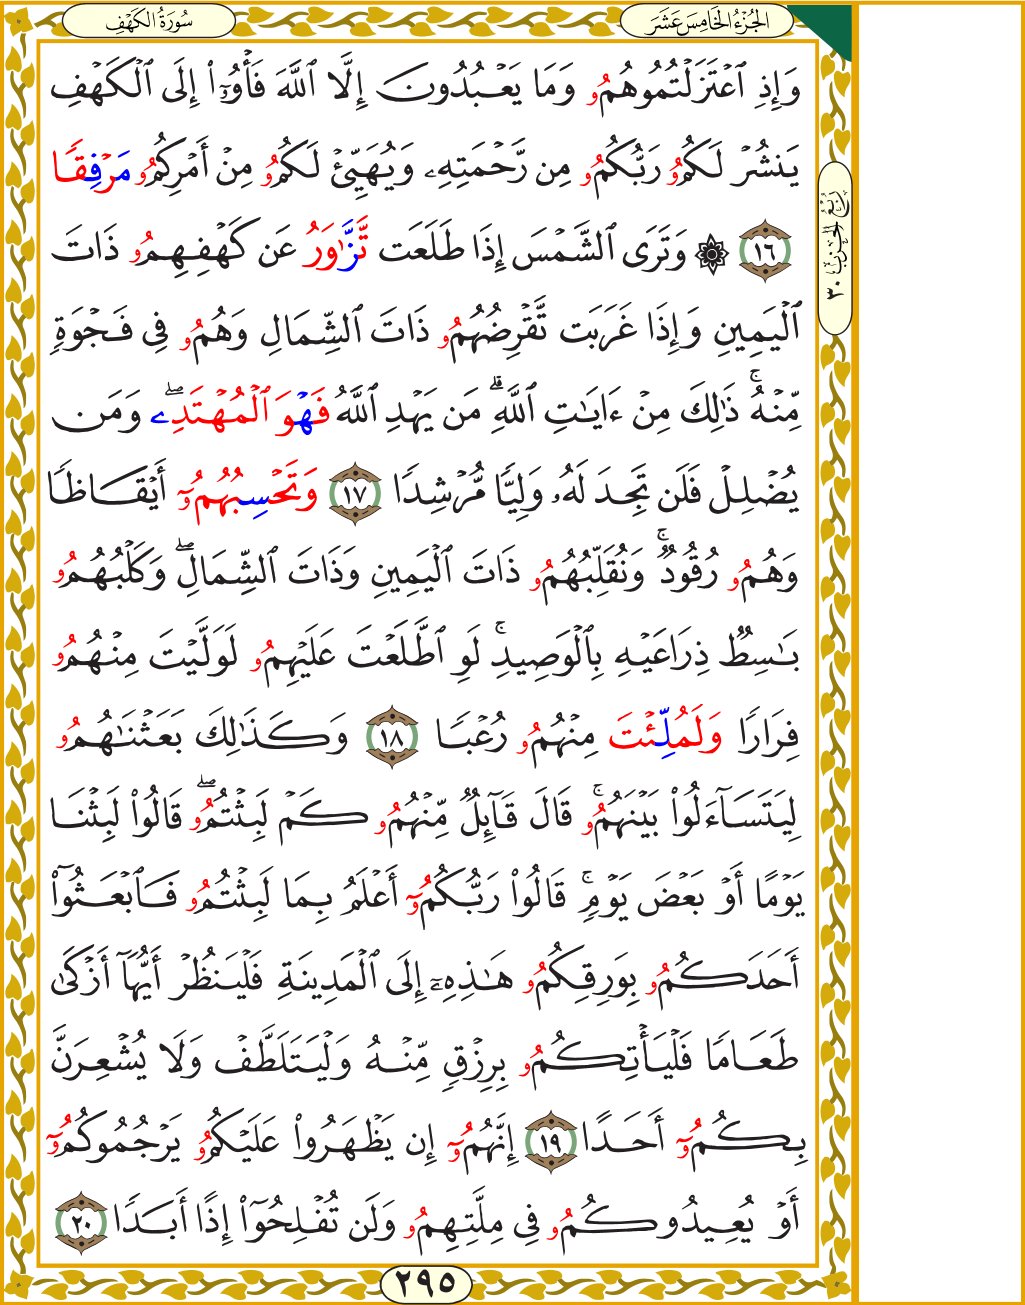 سُورَةُ الكَهْفِ
الجُزْءُ الخَامِسَ عَشَرَ
وَإِذِ ٱعْتَزَلْتُمُوهُمُۥ وَمَا يَعْبُدُونَ إِلَّا ٱللَّهَ فَأْوُۥٓا۟ إِلَى ٱلْكَهْفِ
يَنشُرْ لَكُمُۥ رَبُّكُمُۥ مِن رَّحْمَتِهِۦ وَيُهَيِّئْ لَكُمُۥ مِنْ أَمْرِكُمُۥ مَرْفِقًا
١٦ ۞ وَتَرَى ٱلشَّمْسَ إِذَا طَلَعَت تَّزَّٰوَرُ عَن كَهْفِهِمُۥ ذَاتَ
ٱلْيَمِينِ وَإِذَا غَرَبَت تَّقْرِضُهُمُۥ ذَاتَ ٱلشِّمَالِ وَهُمُۥ فِى فَجْوَةٍ
مِّنْهُ ۚ ذَٰلِكَ مِنْ ءَايَٰتِ ٱللَّهِ ۗ مَن يَهْدِ ٱللَّهُ فَهْوَ ٱلْمُهْتَدِۦ ۖ وَمَن
يُضْلِلْ فَلَن تَجِدَ لَهُۥ وَلِيًّا مُّرْشِدًا ١٧ وَتَحْسِبُهُمُۥٓ أَيْقَاظًا
وَهُمُۥ رُقُودٌ ۚ وَنُقَلِّبُهُمُۥ ذَاتَ ٱلْيَمِينِ وَذَاتَ ٱلشِّمَالِ ۖ وَكَلْبُهُمُۥ
بَٰسِطٌ ذِرَاعَيْهِ بِٱلْوَصِيدِ ۚ لَوِ ٱطَّلَعْتَ عَلَيْهِمُۥ لَوَلَّيْتَ مِنْهُمُۥ
فِرَارًا وَلَمُلِّئْتَ مِنْهُمُۥ رُعْبًا ١٨ وَكَذَٰلِكَ بَعَثْنَٰهُمُۥ
لِيَتَسَآءَلُوا۟ بَيْنَهُمُۥ ۚ قَالَ قَآئِلٌ مِّنْهُمُۥ كَمْ لَبِثْتُمُۥ ۖ قَالُوا۟ لَبِثْنَا
يَوْمًا أَوْ بَعْضَ يَوْمٍ ۚ قَالُوا۟ رَبُّكُمُۥٓ أَعْلَمُ بِمَا لَبِثْتُمُۥ فَٱبْعَثُوٓا۟
أَحَدَكُمُۥ بِوَرِقِكُمُۥ هَٰذِهِۦٓ إِلَى ٱلْمَدِينَةِ فَلْيَنظُرْ أَيُّهَآ أَزْكَىٰ
طَعَامًا فَلْيَأْتِكُمُۥ بِرِزْقٍ مِّنْهُ وَلْيَتَلَطَّفْ وَلَا يُشْعِرَنَّ
بِكُمُۥٓ أَحَدًا ١٩ إِنَّهُمُۥٓ إِن يَظْهَرُوا۟ عَلَيْكُمُۥ يَرْجُمُوكُمُۥٓ
أَوْ يُعِيدُوكُمُۥ فِى مِلَّتِهِمُۥ وَلَن تُفْلِحُوٓا۟ إِذًا أَبَدًا ٢٠
رُبْعُ الحِزْبِ ٣٠
٢٩٥